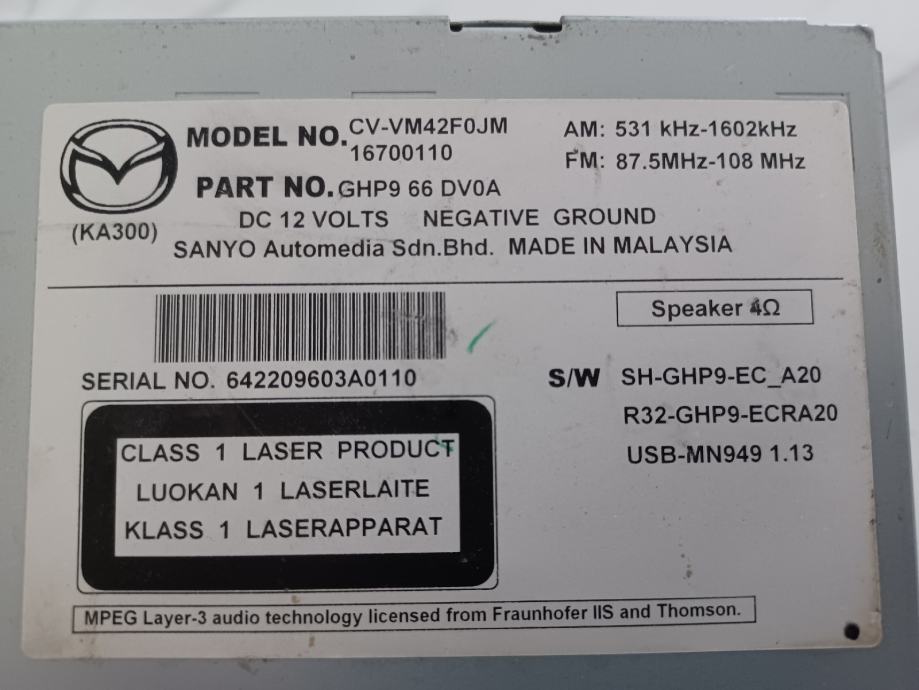 MODEL NO. CV-VM42F0JM
16700110
AM: 531 kHz-1602kHz
FM: 87.5MHz-108 MHz
PART NO. GHP9 66 DV0A
(KA300)
DC 12 VOLTS NEGATIVE GROUND
SANYO Automedia Sdn.Bhd. MADE IN MALAYSIA
Speaker 4Ω
SERIAL NO. 642209603A0110
S/W SH-GHP9-EC_A20
R32-GHP9-ECRA20
USB-MN949 1.13
CLASS 1 LASER PRODUCT
LUOKAN 1 LASERLAITE
KLASS 1 LASERAPPARAT
MPEG Layer-3 audio technology licensed from Fraunhofer IIS and Thomson.